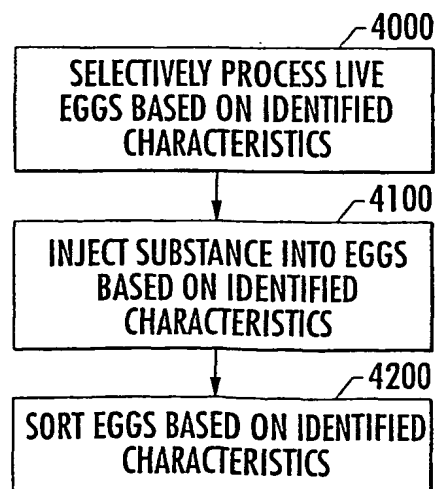 4000
SELECTIVELY PROCESS LIVE
EGGS BASED ON IDENTIFIED
CHARACTERISTICS
4100
INJECT SUBSTANCE INTO EGGS
BASED ON IDENTIFIED
CHARACTERISTICS
4200
SORT EGGS BASED ON IDENTIFIED
CHARACTERISTICS